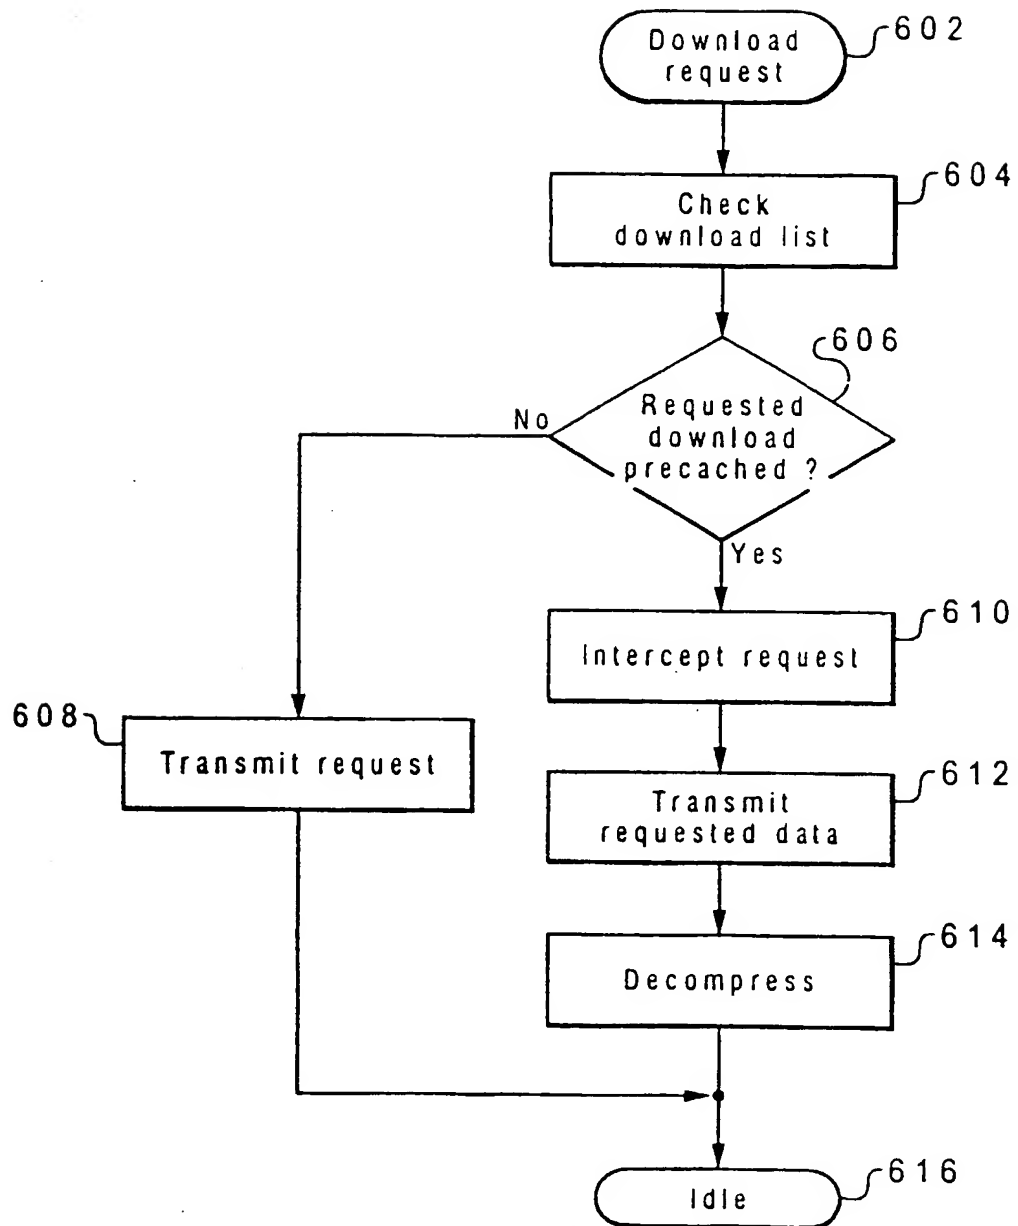 Download
request
602
Check
download list
604
Requested
download
precached ?
606
No
Yes
Intercept request
610
608
Transmit request
Transmit
requested data
612
Decompress
614
Idle
616